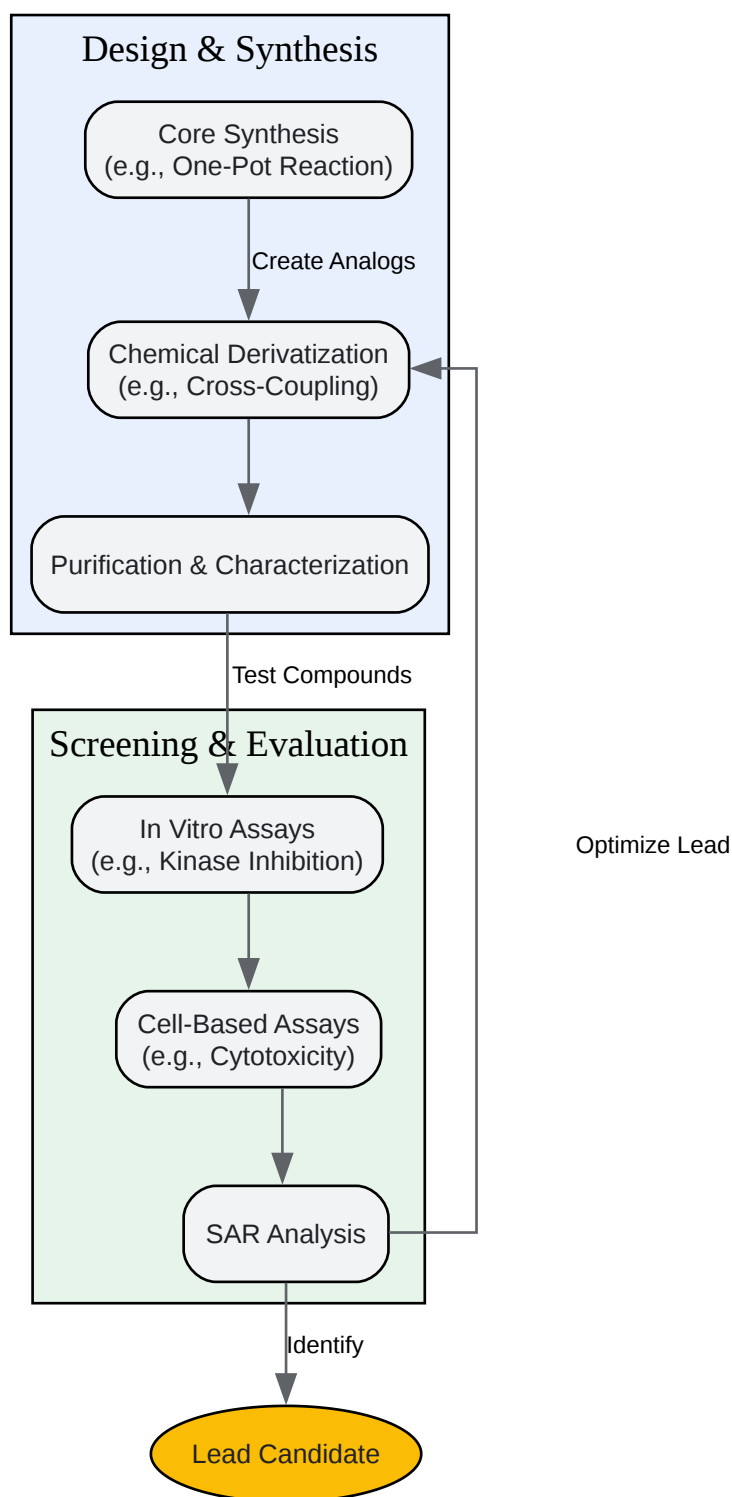 Design & Synthesis
Core Synthesis
(e.g., One-Pot Reaction)
Create Analogs
Chemical Derivatization
(e.g., Cross-Coupling)
Purification & Characterization
Test Compounds
Screening & Evaluation
In Vitro Assays
(e.g., Kinase Inhibition)
Optimize Lead
Cell-Based Assays
(e.g., Cytotoxicity)
SAR Analysis
Identify
Lead Candidate